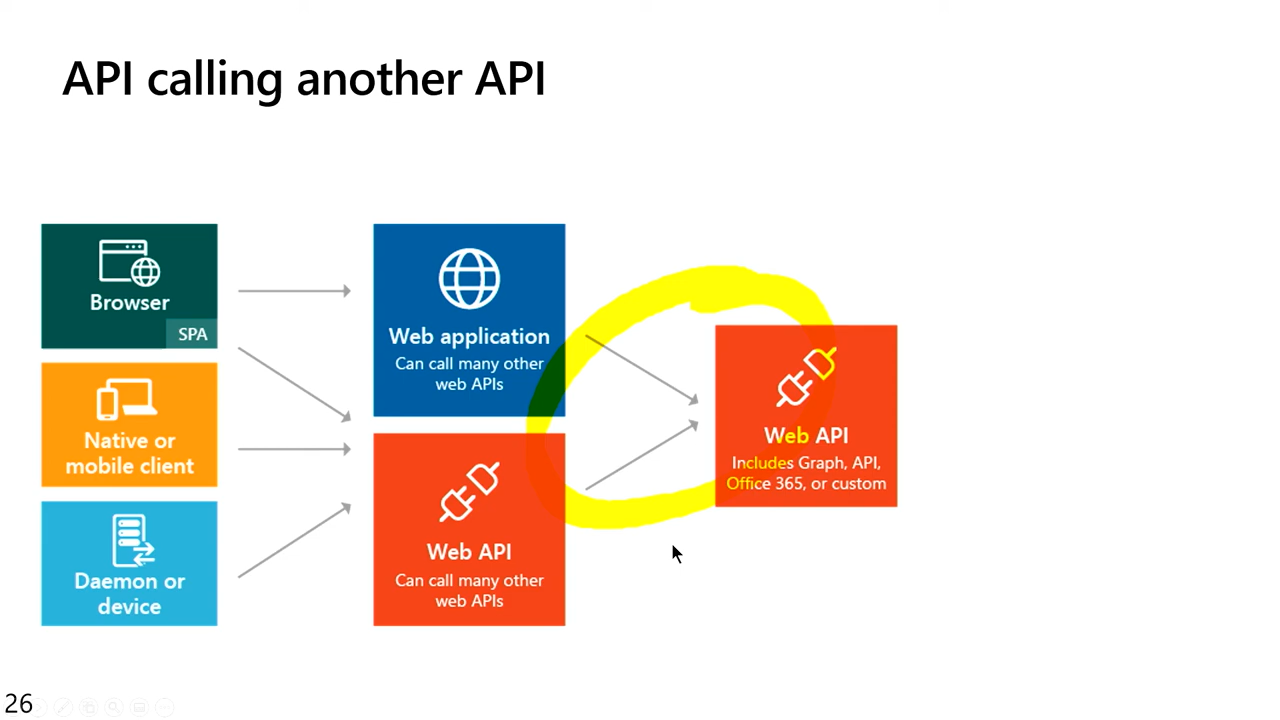 API calling another API
Browser
SPA
Native or
mobile client
Daemon or
device
Web application
Can call many other
web APIs
Web API
Can call many other
web APIs
Web API
Includes Graph, API,
Office 365, or custom
26